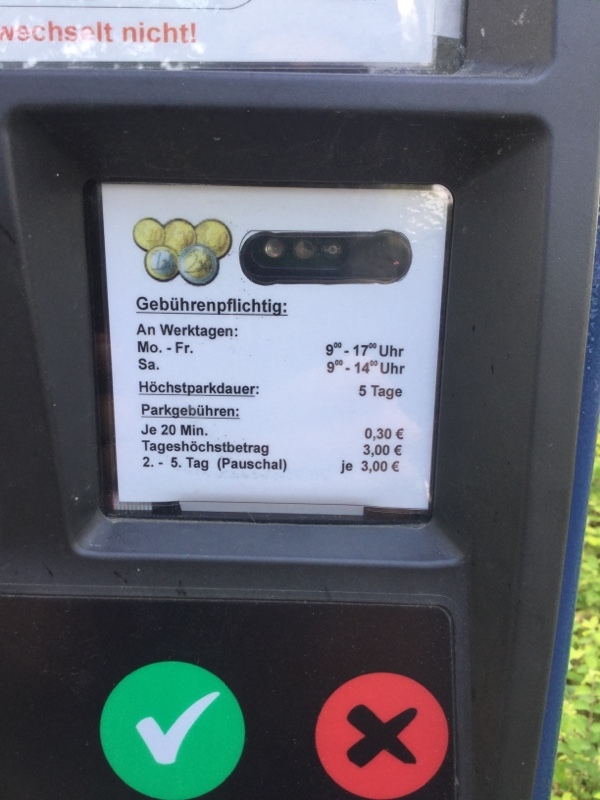 wechselt nicht!
Gebührenpflichtig:
An Werktagen:
Mo. - Fr. 9⁰⁰ - 17⁰⁰ Uhr
Sa. 9⁰⁰ - 14⁰⁰ Uhr
Höchstparkdauer: 5 Tage
Parkgebühren:
Je 20 Min. 0,30 €
Tageshöchstbetrag 3,00 €
2. - 5. Tag (Pauschal) je 3,00 €